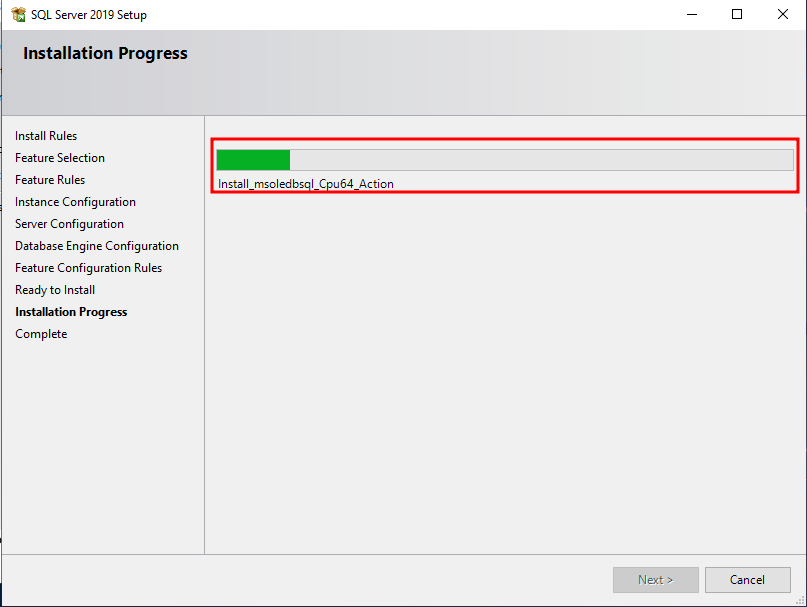 SQL Server 2019 Setup
Installation Progress
Install Rules
Feature Selection
Feature Rules
Instance Configuration
Server Configuration
Database Engine Configuration
Feature Configuration Rules
Ready to Install
Installation Progress
Complete
Install_msoledbsql_Cpu64_Action
Next >
Cancel